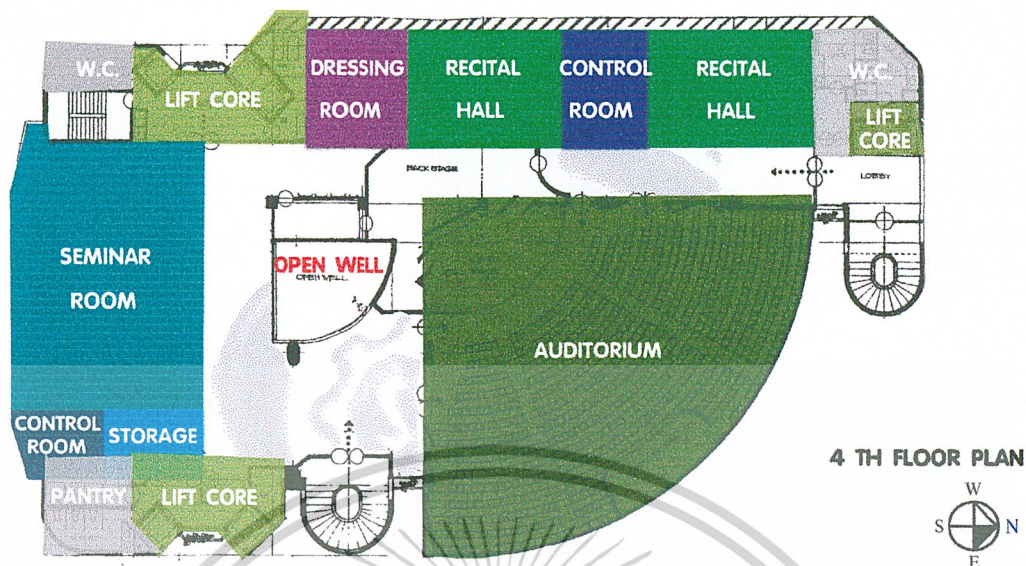 W.C.
LIFT CORE
DRESSING
ROOM
RECITAL
HALL
CONTROL
ROOM
RECITAL
HALL
W.C.
LIFT
CORE
BACK STAGE
LOBBY
SEMINAR
ROOM
OPEN WELL
OPEN WELL
AUDITORIUM
CONTROL
ROOM
STORAGE
PANTRY
LIFT CORE
4 TH FLOOR PLAN
W
S N
E